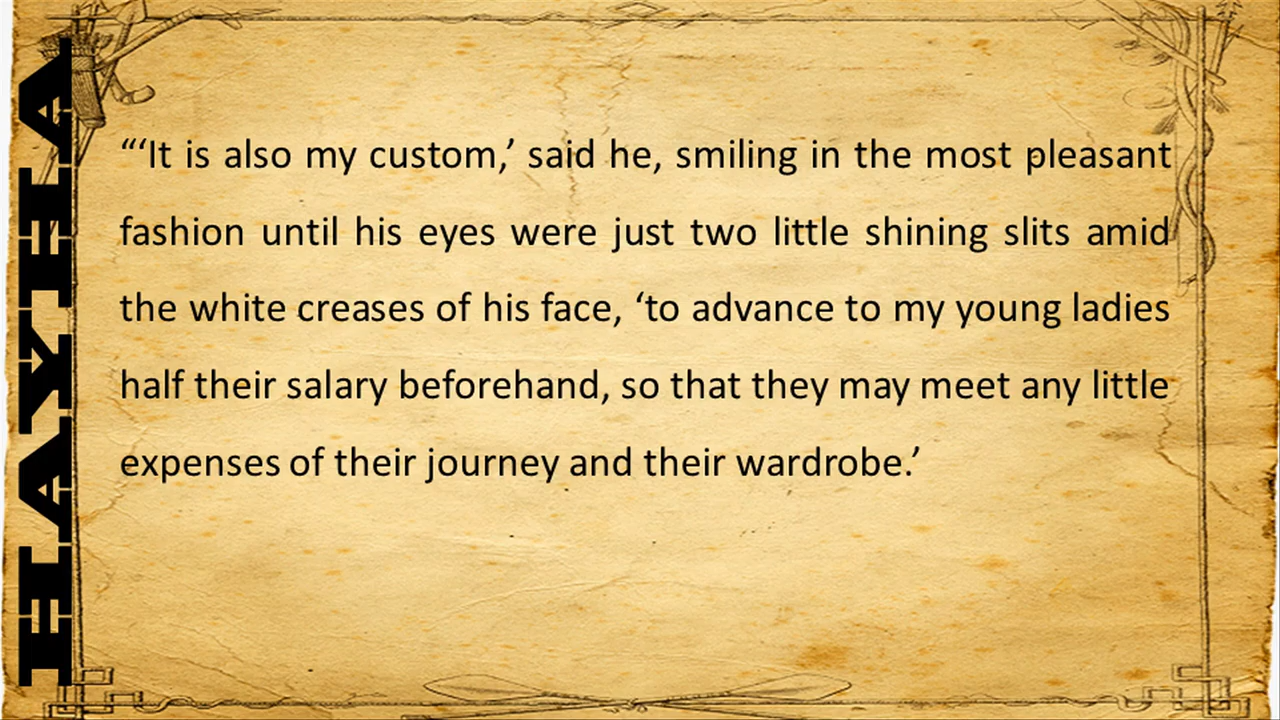 HAYHA
“‘It is also my custom,’ said he, smiling in the most pleasant
fashion until his eyes were just two little shining slits amid
the white creases of his face, ‘to advance to my young ladies
half their salary beforehand, so that they may meet any little
expenses of their journey and their wardrobe.’